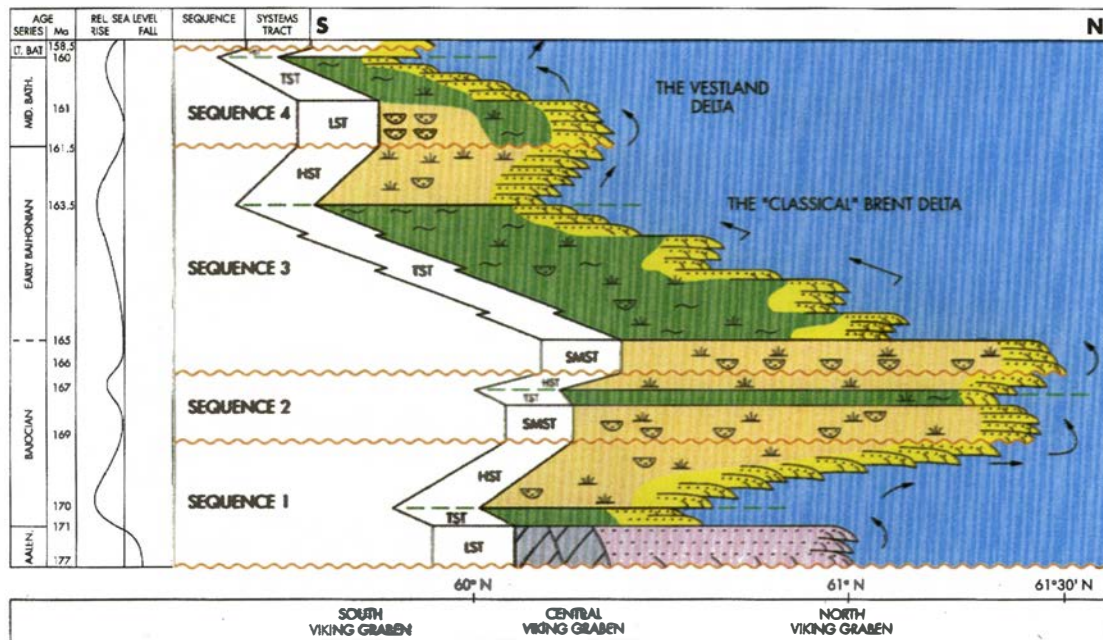 AGE
SERIES Ma
REL. SEA LEVEL
RISE FALL
SEQUENCE
SYSTEMS
TRACT
S
N
LT. BAT
158.5
160
MID. BATH.
161
161.5
EARLY BATHONIAN
163.5
165
BAJOCIAN
166
167
169
170
171
AALEN.
177
TST
SEQUENCE 4
LST
HST
SEQUENCE 3
TST
SMST
HST
TST
SEQUENCE 2
SMST
HST
SEQUENCE 1
TST
LST
THE VESTLAND
DELTA
THE "CLASSICAL" BRENT DELTA
60° N
61° N
61°30' N
SOUTH
VIKING GRABEN
CENTRAL
VIKING GRABEN
NORTH
VIKING GRABEN